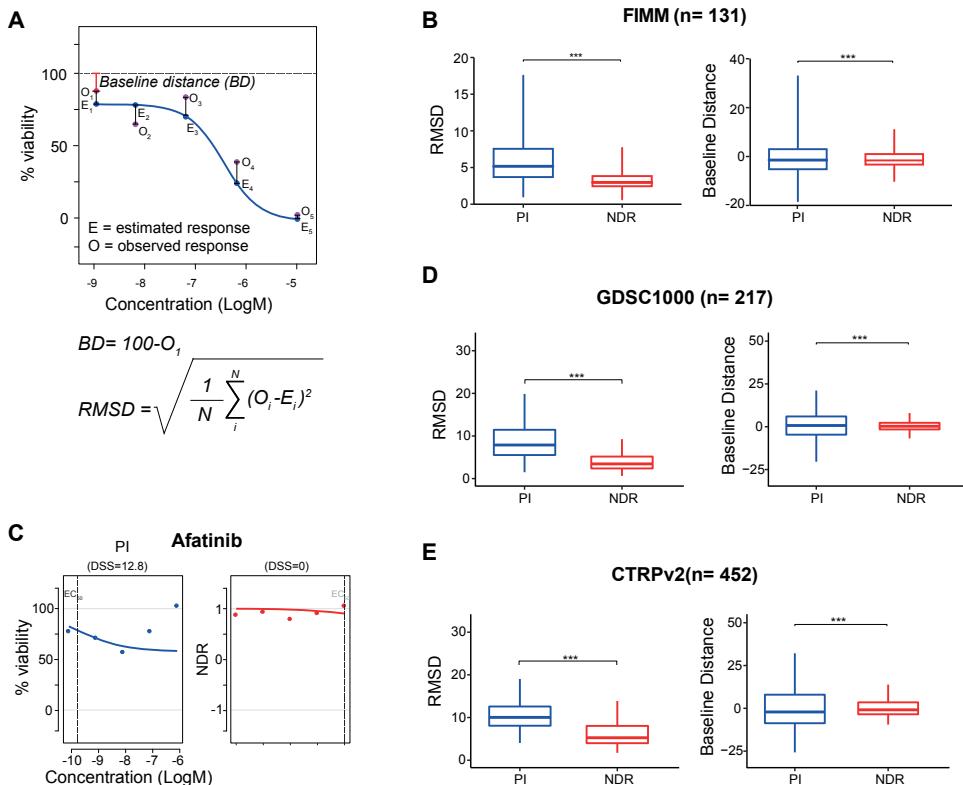 A
100
50
0
% viability
Baseline distance (BD)
O1
E1
E2
O2
O3
E3
O4
E4
O5
E5
E = estimated response
O = observed response
-9 -8 -7 -6 -5
Concentration (LogM)
BD= 100-O1
RMSD = √ 1/N ∑ N i (Oi-Ei)²
B
FIMM (n= 131)
***
20
15
10
5
0
RMSD
PI NDR
***
40
20
0
-20
Baseline Distance
PI NDR
D
GDSC1000 (n= 217)
***
30
20
10
0
RMSD
PI NDR
***
25
0
−25
Baseline Distance
PI NDR
C
Afatinib
PI
(DSS=12.8)
EC50
100
50
0
% viability
-10 -9 -8 -7 -6
Concentration (LogM)
(DSS=0)
1
0
-1
NDR
E
CTRPv2(n= 452)
***
30
20
10
0
RMSD
PI NDR
***
25
0
−25
Baseline Distance
PI NDR